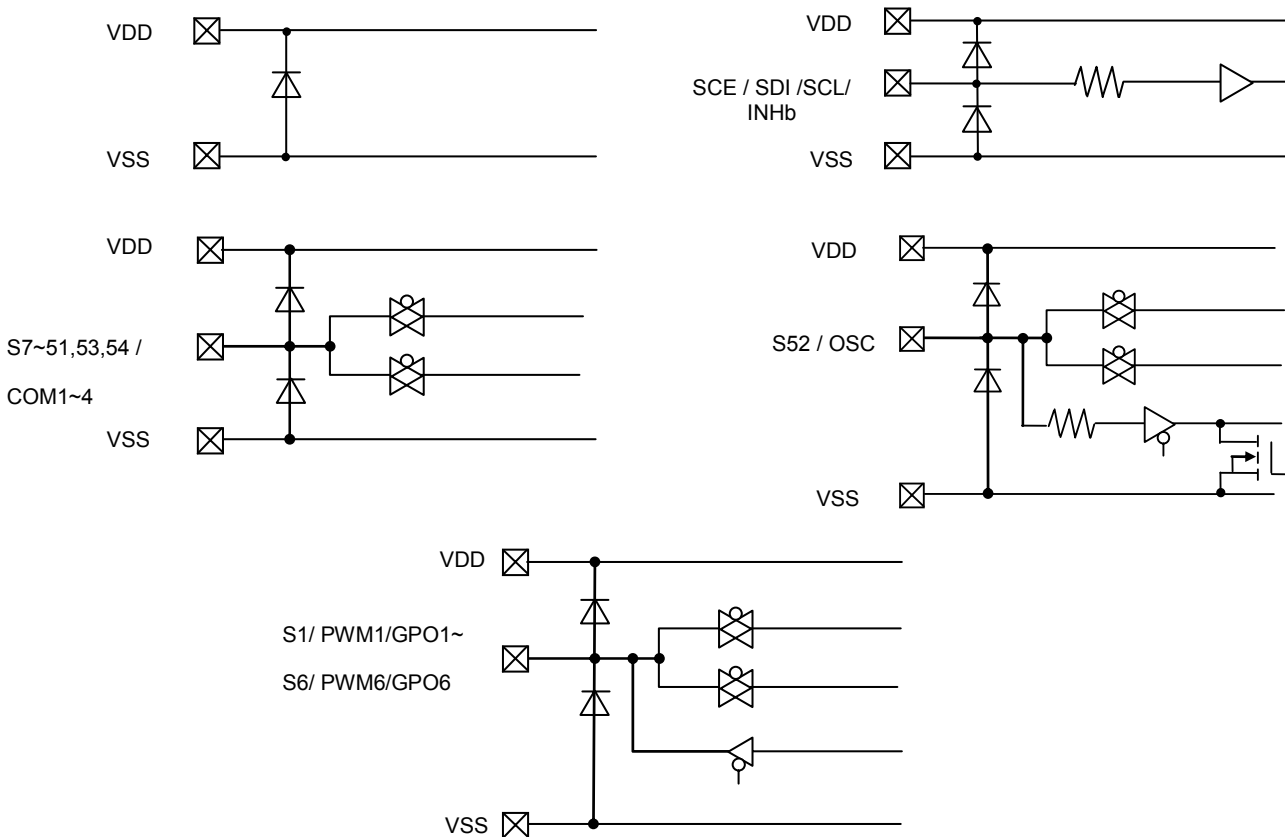 VDD
VSS
VDD
SCE / SDI /SCL/
INHb
VSS
VDD
S7~51,53,54 /
COM1~4
VSS
VDD
S52 / OSC
VSS
VDD
S1/ PWM1/GPO1~
S6/ PWM6/GPO6
VSS